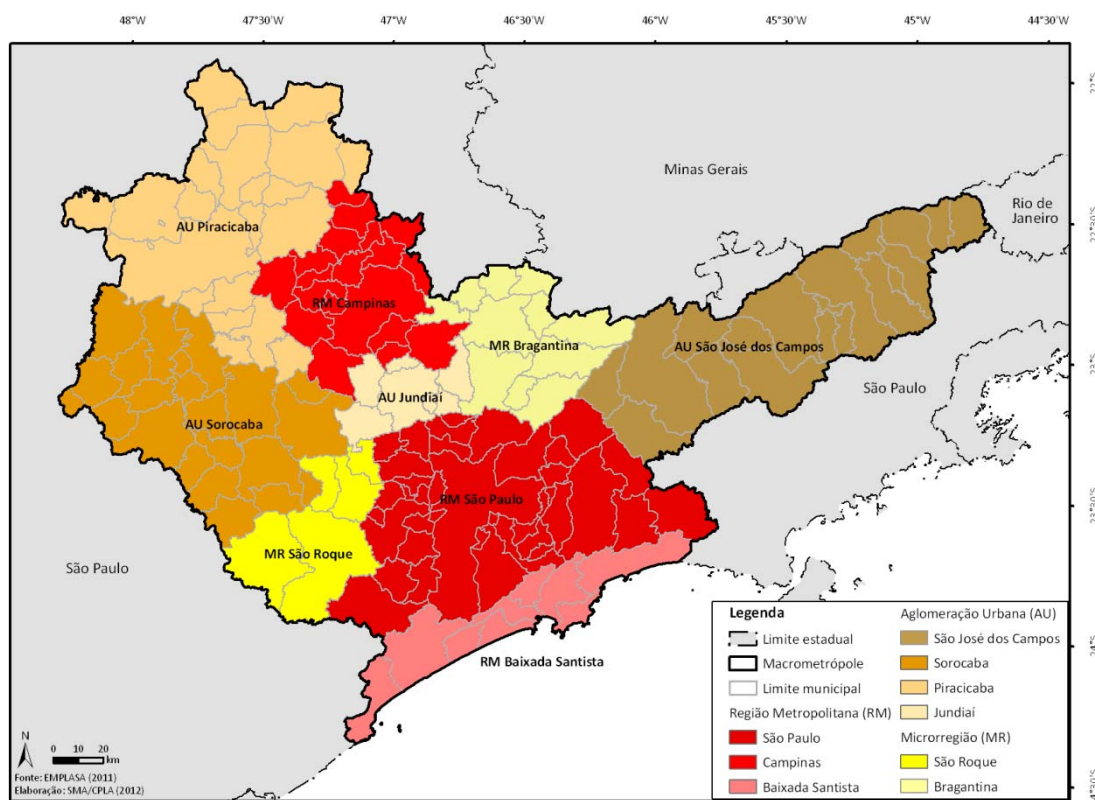 48°W
47°30'W
47°W
46°30'W
46°W
45°30'W
45°W
44°30'W
Minas Gerais
Rio de
Janeiro
AU Piracicaba
RM Campinas
MR Bragantina
AU São José dos Campos
São Paulo
AU Jundiaí
AU Sorocaba
RM São Paulo
MR São Roque
São Paulo
RM Baixada Santista
Legenda
Limite estadual
Macrometrópole
Limite municipal
Região Metropolitana (RM)
São Paulo
Campinas
Baixada Santista
Aglomeração Urbana (AU)
São José dos Campos
Sorocaba
Piracicaba
Jundiaí
Microrregião (MR)
São Roque
Bragantina
N
0 10 20
km
Fonte: EMPLASA (2011)
Elaboração: SMA/CPLA (2012)